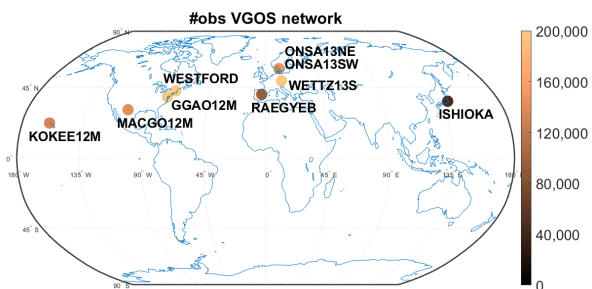 #obs VGOS network
90° N
200,000
ONSA13NE
ONSA13SW
WESTFORD
45° N
WETTZ13S
160,000
GGAO12M
RAEGYEB
ISHIOKA
MACGO12M
KOKEE12M
120,000
0°
180° W 135° W 90° W 45° W 0° 45° E 90° E 135° E 180° E
80,000
45° S
40,000
90° S
0